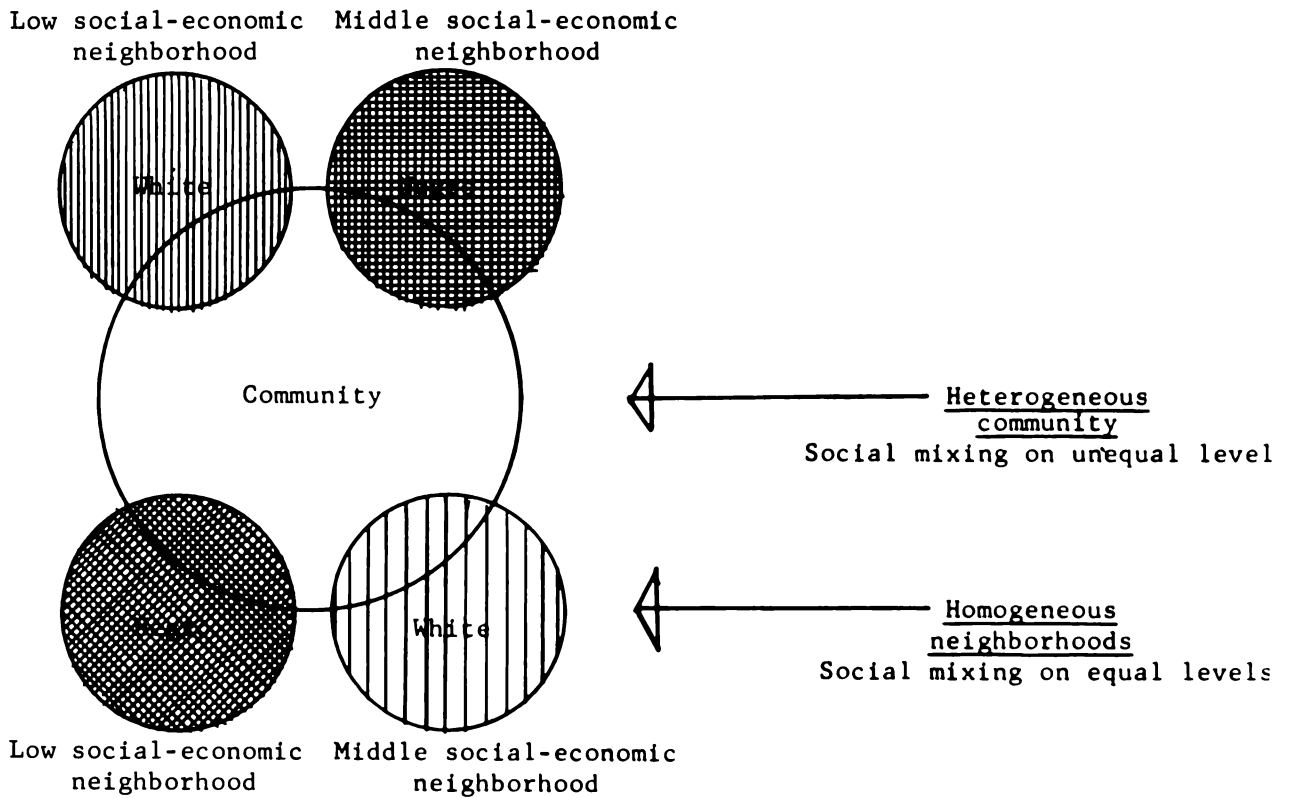 Low social-economic
neighborhood
Middle social-economic
neighborhood
White
Community
Heterogeneous
community
Social mixing on unequal level
White
Homogeneous
neighborhoods
Social mixing on equal levels
Low social-economic
neighborhood
Middle social-economic
neighborhood